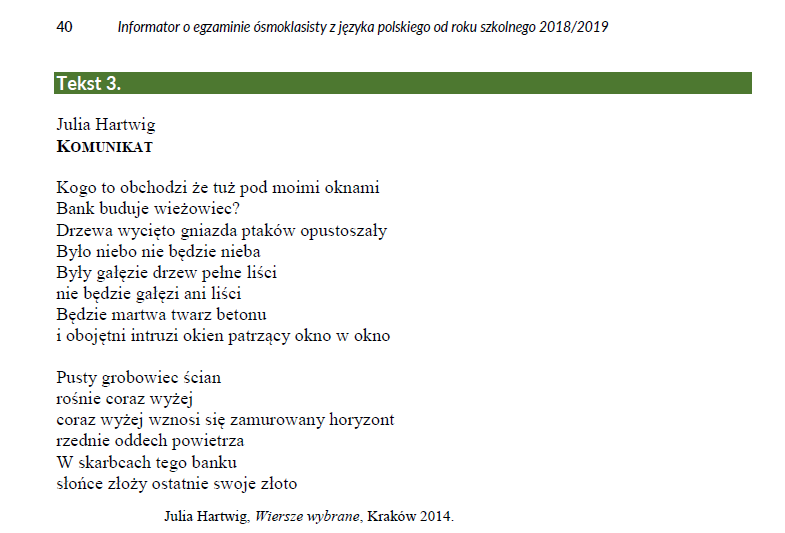 40 Informator o egzaminie ósmoklasisty z języka polskiego od roku szkolnego 2018/2019
Tekst 3.
Julia Hartwig
KOMUNIKAT
Kogo to obchodzi że tuż pod moimi oknami
Bank buduje wieżowiec?
Drzewa wycięto gniazda ptaków opustoszały
Było niebo nie będzie nieba
Były gałęzie drzew pełne liści
nie będzie gałęzi ani liści
Będzie martwa twarz betonu
i obojętni intruzi okien patrzący okno w okno
Pusty grobowiec ścian
rośnie coraz wyżej
coraz wyżej wznosi się zamurowany horyzont
rzednie oddech powietrza
W skarbcach tego banku
słońce złoży ostatnie swoje złoto
Julia Hartwig, Wiersze wybrane, Kraków 2014.